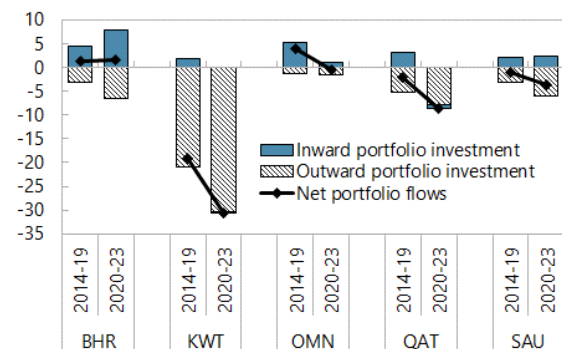 10
5
0
-5
-10
-15
-20
-25
-30
-35
Inward portfolio investment
Outward portfolio investment
Net portfolio flows
2014-19 2020-23 2014-19 2020-23 2014-19 2020-23 2014-19 2020-23 2014-19 2020-23
BHR KWT OMN QAT SAU